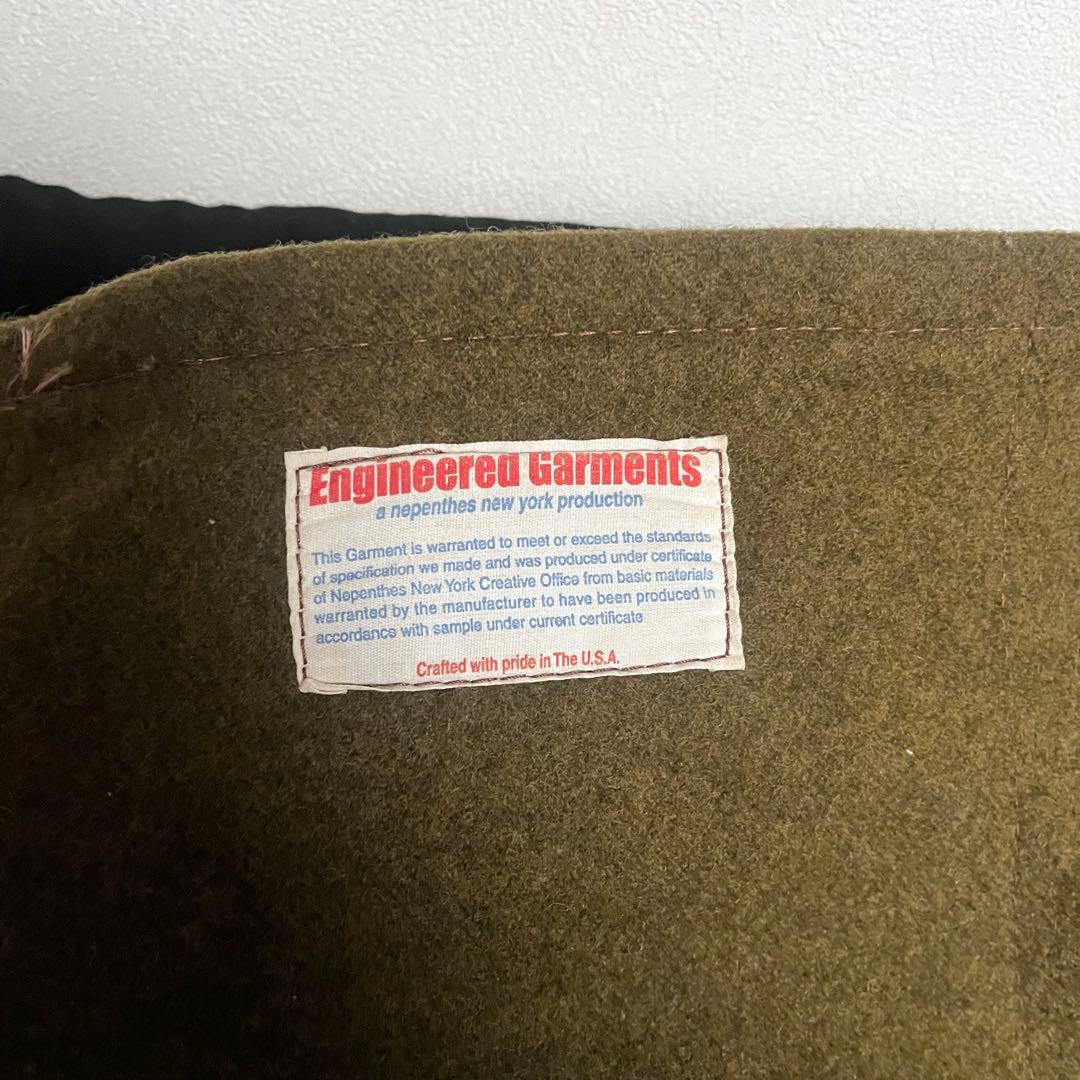 Engineered Garments
a nepenthes new york production
This Garment is warranted to meet or exceed the standards
of specification we made and was produced under certificate
of Nepenthes New York Creative Office from basic materials
warranted by the manufacturer to have been produced in
accordance with sample under current certificate
Crafted with pride in The U.S.A.